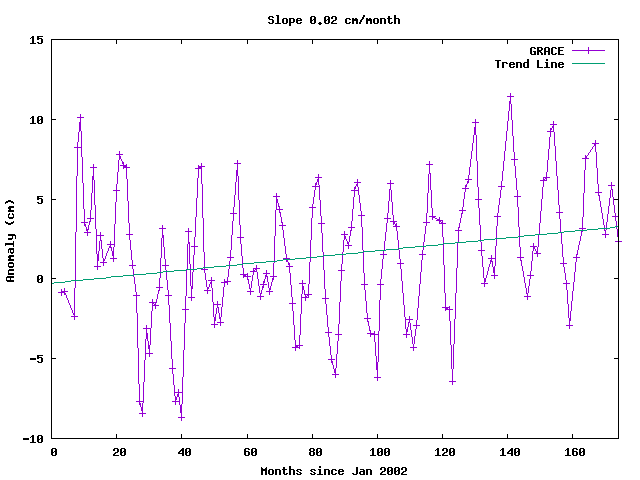 Slope 0.02 cm/month
GRACE
Trend Line
15
10
5
0
-5
-10
Anomaly (cm)
0 20 40 60 80 100 120 140 160
Months since Jan 2002